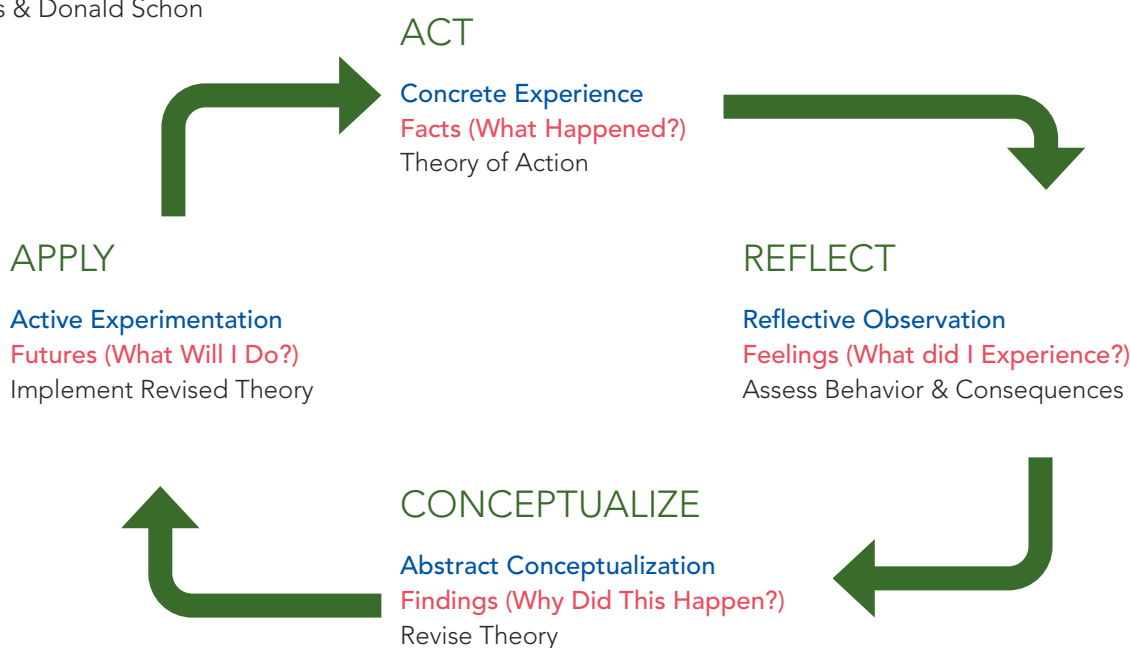 & Donald Schon
ACT
Concrete Experience
Facts (What Happened?)
Theory of Action
REFLECT
Reflective Observation
Feelings (What did I Experience?)
Assess Behavior & Consequences
CONCEPTUALIZE
Abstract Conceptualization
Findings (Why Did This Happen?)
Revise Theory
APPLY
Active Experimentation
Futures (What Will I Do?)
Implement Revised Theory